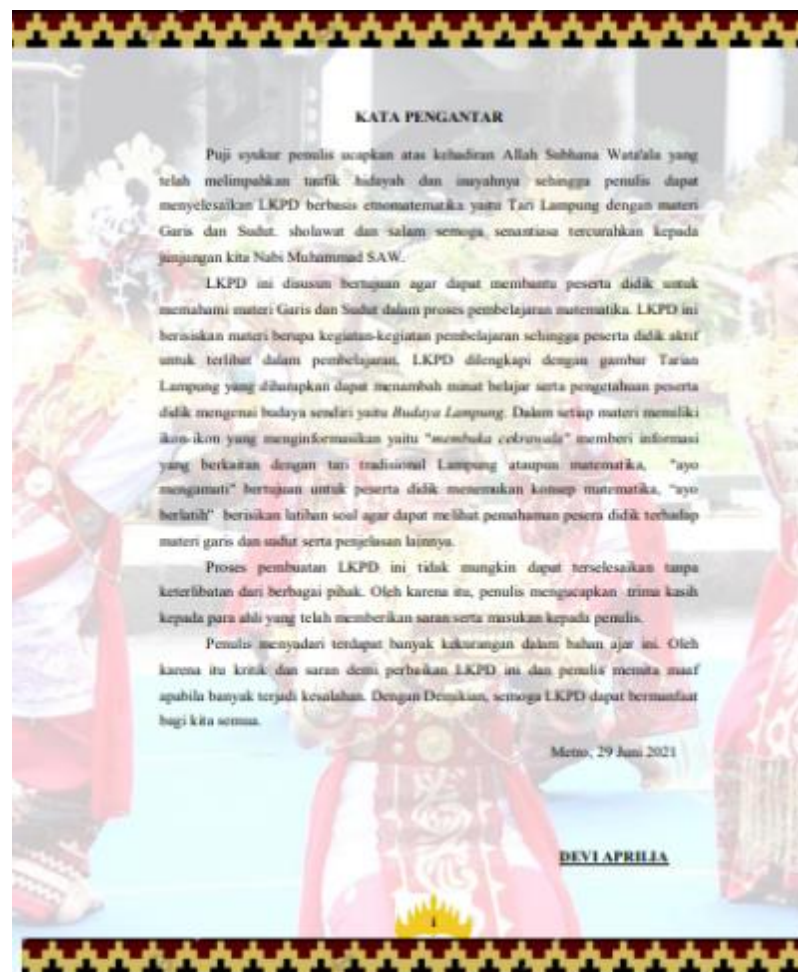 KATA PENGANTAR
Puji syukur penulis ucapkan atas kehadiran Allah Subhana Wata'ala yang
telah melimpahkan taufik hidayah dan inayahnya sehingga penulis dapat
menyelesaikan LKPD berbasis etnomatematika yaitu Tari Lampung dengan materi
Garis dan Sudut. sholawat dan salam semoga senantiasa tercurahkan kepada
junjungan kita Nabi Muhammad SAW.
LKPD ini disusun bertujuan agar dapat membantu peserta didik untuk
memahami materi Garis dan Sudut dalam proses pembelajaran matematika. LKPD ini
berisiskan materi berupa kegiatan-kegiatan pembelajaran sehingga peserta didik aktif
untuk terlibat dalam pembelajaran. LKPD dilengkapi dengan gambar Tarian
Lampung yang diharapkan dapat menambah minat belajar serta pengetahuan peserta
didik mengenai budaya sendiri yaitu Budaya Lampung. Dalam setiap materi memiliki
ikon-ikon yang menginformasikan yaitu "membuka cakrawala" memberi informasi
yang berkaitan dengan tari tradisional Lampung ataupun matematika, "ayo
mengamati" bertujuan untuk peserta didik menemukan konsep matematika, "ayo
berlatih" berisikan latihan soal agar dapat melihat pemahaman pesera didik terhadap
materi garis dan sudut serta penjelasan lainnya.
Proses pembuatan LKPD ini tidak mungkin dapat terselesaikan tanpa
keterlibatan dari berbagai pihak. Oleh karena itu, penulis mengucapkan trima kasih
kepada para ahli yang telah memberikan saran serta masukan kepada penulis.
Penulis menyadari terdapat banyak kekurangan dalam bahan ajar ini. Oleh
karena itu kritik dan saran demi perbaikan LKPD ini dan penulis memita maaf
apabila banyak terjadi kesalahan. Dengan Demikian, semoga LKPD dapat bermanfaat
bagi kita semua.
Metro, 29 Juni 2021
DEVI APRILIA
i